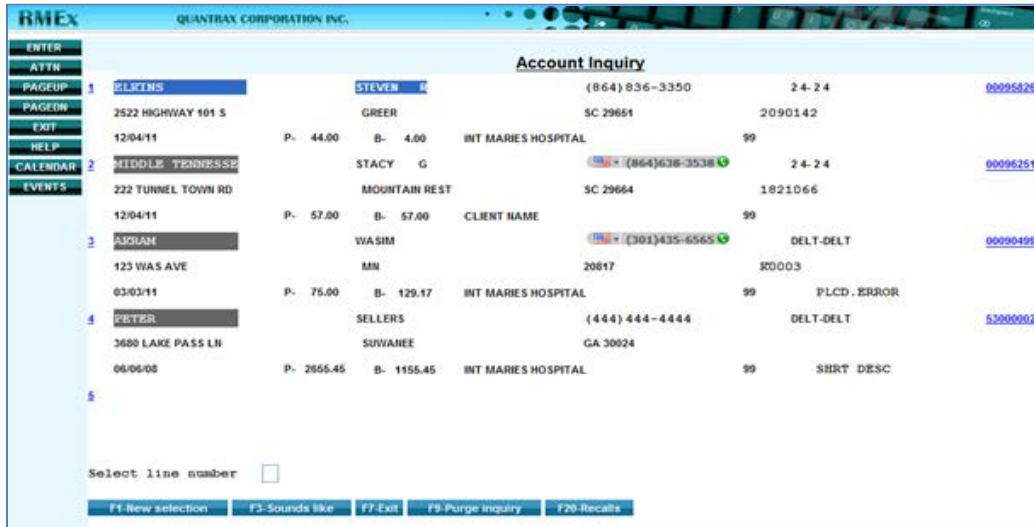 RMEx QUANTRAX CORPORATION INC.
ENTER
ATTN
PAGEUP
PAGEDN
EXIT
HELP
CALENDAR
EVENTS
Account Inquiry
1 ELKINS STEVEN R (864)836-3350 24-24 00095826
2522 HIGHWAY 101 S GREER SC 29651 2090142
12/04/11 P- 44.00 B- 4.00 INT MARIES HOSPITAL 99
2 MIDDLE TENNESSE STACY G (864)638-3538 24-24 00096251
222 TUNNEL TOWN RD MOUNTAIN REST SC 29664 1821066
12/04/11 P- 57.00 B- 57.00 CLIENT NAME 99
3 AKRAM WASIM (301)435-6565 DELT-DELT 00090499
123 WAS AVE MN 20817 K0003
03/03/11 P- 75.00 B- 129.17 INT MARIES HOSPITAL 99 PLCD.ERROR
4 PETER SELLERS (444)444-4444 DELT-DELT 53000002
3680 LAKE PASS LN SUWANEE GA 30024
06/06/08 P- 2655.45 B- 1155.45 INT MARIES HOSPITAL 99 SHRT DESC
5
Select line number
F1-New selection F3-Sounds like F7-Exit F9-Purge inquiry F20-Recalls